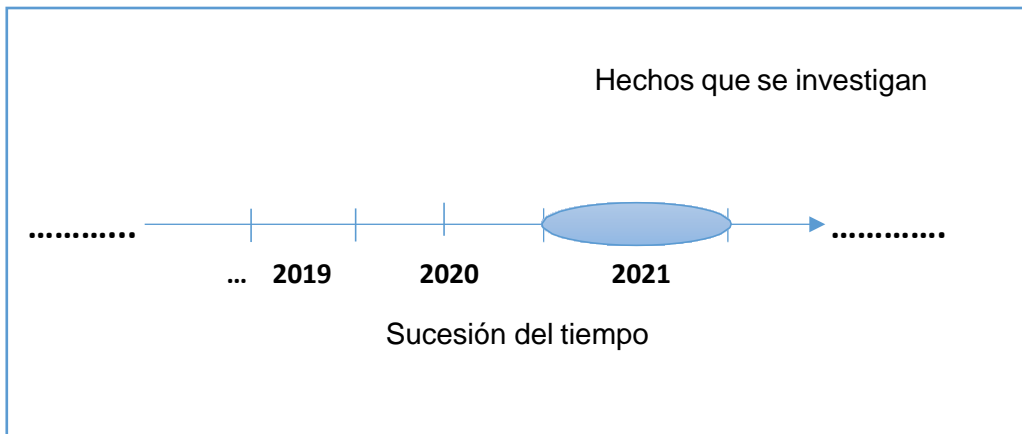 Hechos que se investigan
………… ………….
… 2019 2020 2021
Sucesión del tiempo